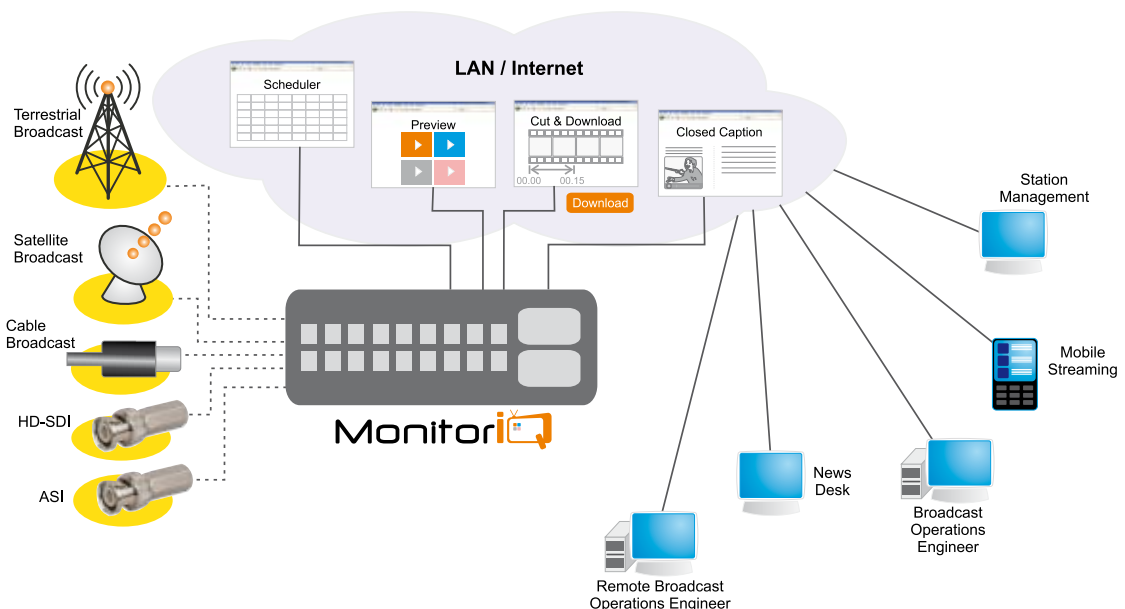 LAN / Internet
Scheduler
Preview
Cut & Download
00.00 00.15
Download
Closed Caption
Terrestrial
Broadcast
Satellite
Broadcast
Cable
Broadcast
HD-SDI
ASI
MonitorIQ
Station
Management
Mobile
Streaming
News
Desk
Broadcast
Operations
Engineer
Remote Broadcast
Operations Engineer